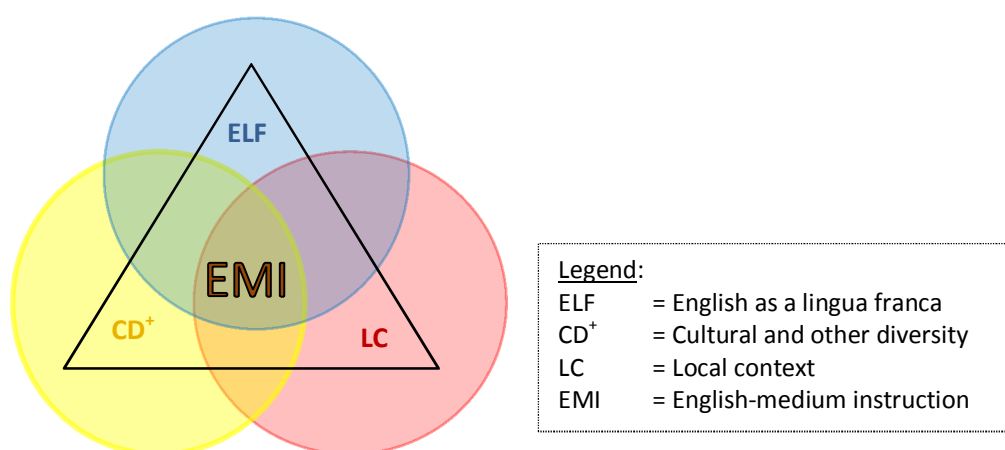 ELF
EMI
CD⁺
LC
Legend:
ELF = English as a lingua franca
CD⁺ = Cultural and other diversity
LC = Local context
EMI = English-medium instruction